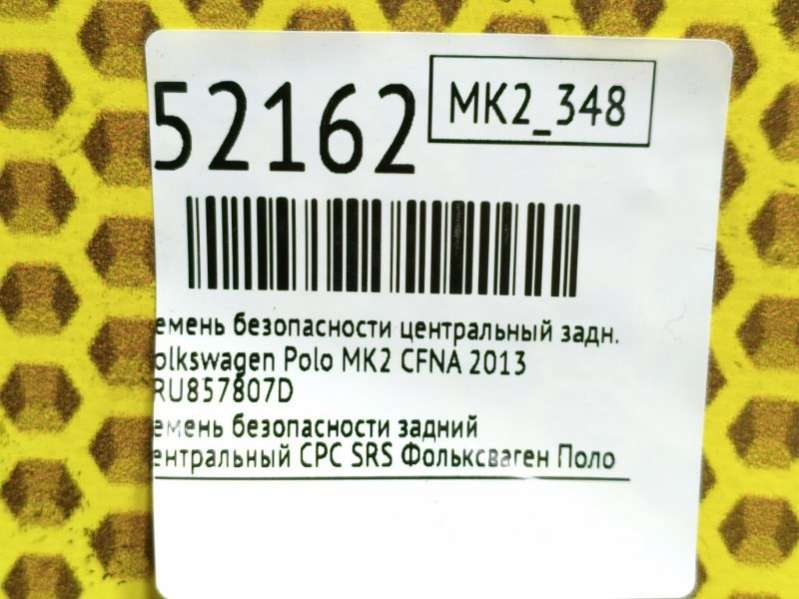 52162
MK2_348
емень безопасности центральный задн.
olkswagen Polo MK2 CFNA 2013
RU857807D
емень безопасности задний
ентральный СРС SRS Фольксваген Поло